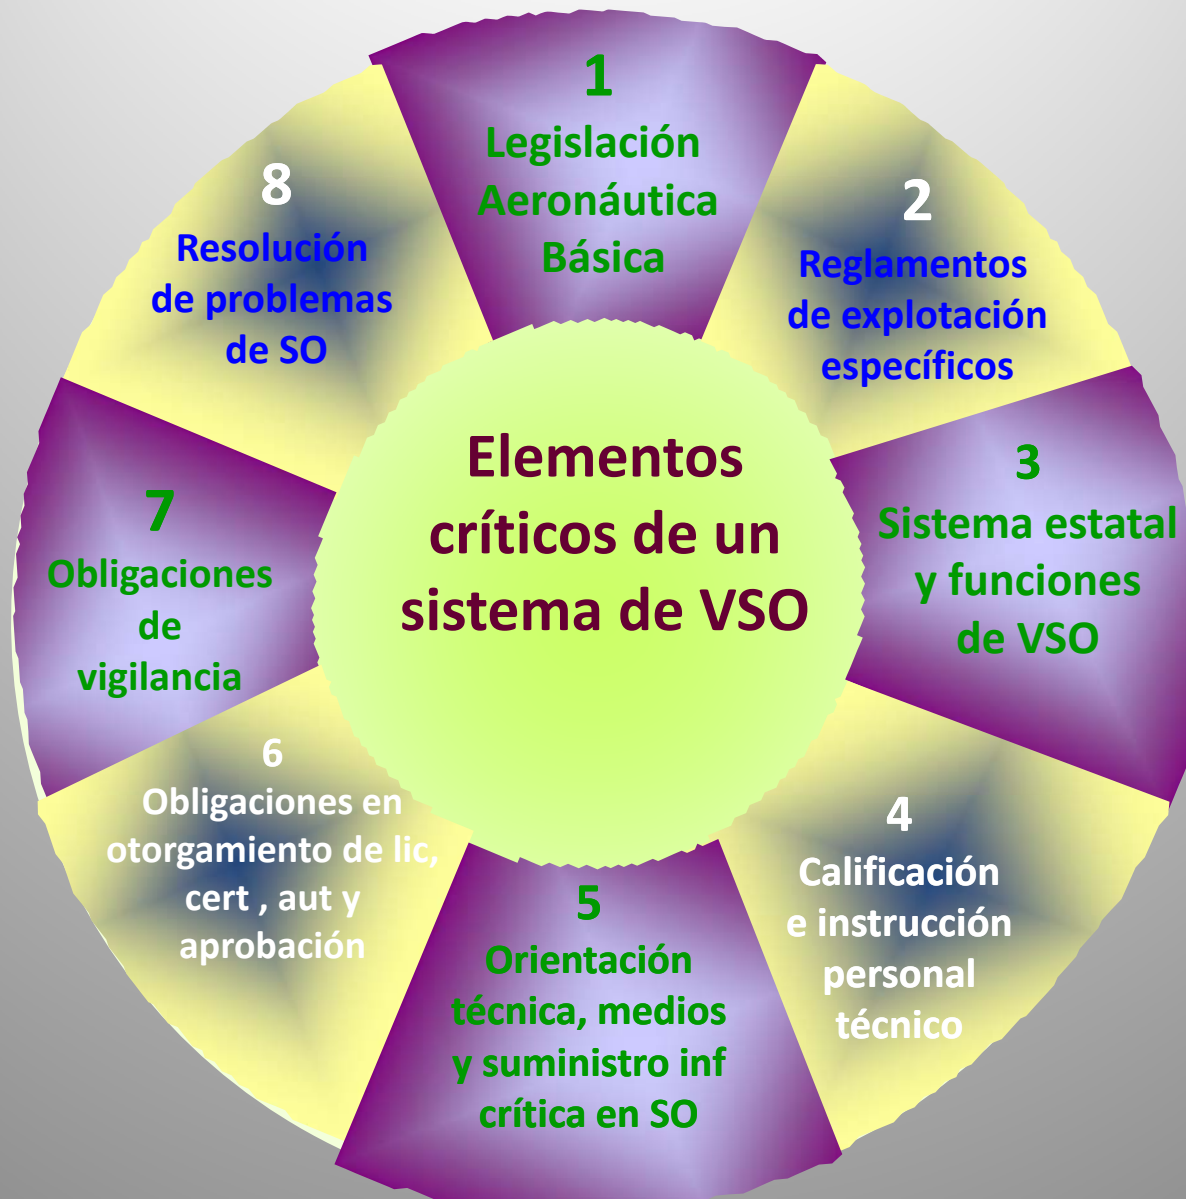 Elementos
críticos de un
sistema de VSO
1
Legislación
Aeronáutica
Básica
2
Reglamentos
de explotación
específicos
3
Sistema estatal
y funciones
de VSO
4
Calificación
e instrucción
personal
técnico
5
Orientación
técnica, medios
y suministro inf
crítica en SO
6
Obligaciones en
otorgamiento de lic,
cert , aut y
aprobación
7
Obligaciones
de
vigilancia
8
Resolución
de problemas
de SO